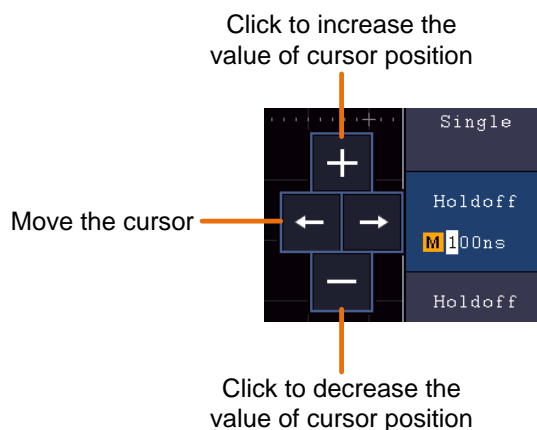 Click to increase the
value of cursor position
Single
+
Move the cursor
← →
Holdoff
M 100ns
−
Holdoff
Click to decrease the
value of cursor position